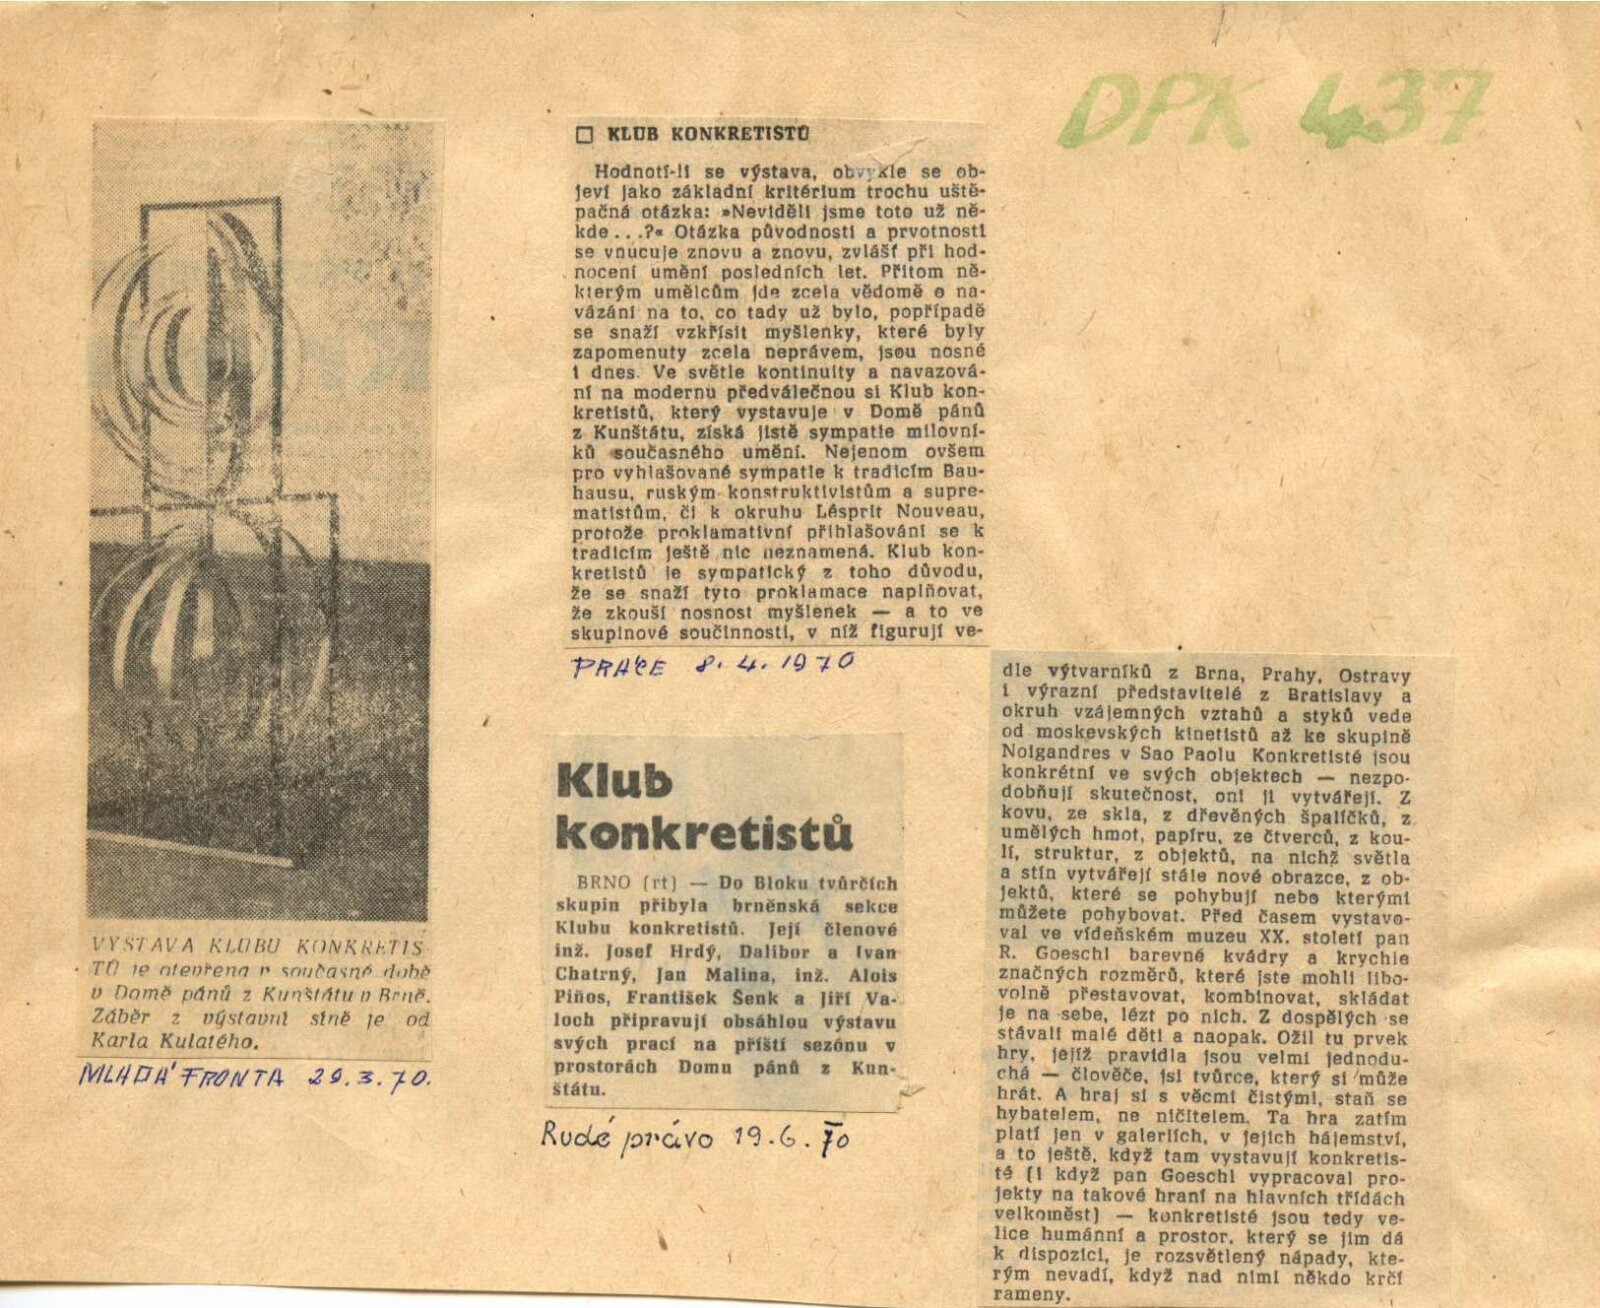 DPK 437
VÝSTAVA KLUBU KONKRETIS
TŮ je otevřena v současné době
v Domě pánů z Kunštátu v Brně.
Záběr z výstavní síně je od
Karla Kulatého.
MLADÁ FRONTA 29.3.70.
□ KLUB KONKRETISTŮ
Hodnotí-li se výstava, obvykle se ob-
jeví jako základní kritérium trochu uště-
pačná otázka: »Neviděli jsme toto už ně-
kde...?« Otázka původnosti a prvotnosti
se vnucuje znovu a znovu, zvlášť při hod-
nocení umění posledních let. Přitom ně-
kterým umělcům jde zcela vědomě o na-
vázání na to, co tady už bylo, popřípadě
se snaží vzkřísit myšlenky, které byly
zapomenuty zcela neprávem, jsou nosné
i dnes. Ve světle kontinuity a navazová-
ní na modernu předválečnou si Klub kon-
kretistů, který vystavuje v Domě pánů
z Kunštátu, získá jistě sympatie milovní-
ků současného umění. Nejenom ovšem
pro vyhlašované sympatie k tradicím Bau-
hausu, ruským konstruktivistům a supre-
matistům, či k okruhu Lésprit Nouveau,
protože proklamativní přihlašování se k
tradicím ještě nic neznamená. Klub kon-
kretistů je sympatický z toho důvodu,
že se snaží tyto proklamace naplňovat,
že zkouší nosnost myšlenek — a to ve
skupinové součinnosti, v níž figurují ve-
PRÁCE 8.4.1970
dle výtvarníků z Brna, Prahy, Ostravy
i výrazní představitelé z Bratislavy a
okruh vzájemných vztahů a styků vede
od moskevských kinetistů až ke skupině
Noigandres v Sao Paolu Konkretisté jsou
konkrétní ve svých objektech — nezpo-
dobňují skutečnost, oni ji vytvářejí. Z
kovu, ze skla, z dřevěných špalíčků, z
umělých hmot, papíru, ze čtverců, z kou-
lí, struktur, z objektů, na nichž světla
a stín vytvářejí stále nové obrazce, z ob-
jektů, které se pohybují nebo kterými
můžete pohybovat. Před časem vystavo-
val ve vídeňském muzeu XX. století pan
R. Goeschl barevné kvádry a krychle
značných rozměrů, které jste mohli libo-
volně přestavovat, kombinovat, skládat
je na sebe, lézt po nich. Z dospělých se
stávali malé děti a naopak. Ožil tu prvek
hry, jejíž pravidla jsou velmi jednodu-
chá — člověče, jsi tvůrce, který si může
hrát. A hraj si s věcmi čistými, staň se
hybatelem, ne ničitelem. Ta hra zatím
platí jen v galeriích, v jejich hájemství,
a to ještě, když tam vystavují konkretis-
té (i když pan Goeschl vypracoval pro-
jekty na takové hraní na hlavních třídách
velkoměst) — konkretisté jsou tedy ve-
lice humánní a prostor, který se jim dá
k dispozici, je rozsvětlený nápady, kte-
rým nevadí, když nad nimi někdo krčí
rameny.
Klub
konkretistů
BRNO (rt) — Do Bloku tvůrčích
skupin přibyla brněnská sekce
Klubu konkretistů. Její členové
inž. Josef Hrdý, Dalibor a Ivan
Chatrný, Jan Malina, inž. Alois
Piňos, František Šenk a Jiří Va-
loch připravují obsáhlou výstavu
svých prací na příští sezónu v
prostorách Domu pánů z Kun-
štátu.
Rudé právo 19.6.70